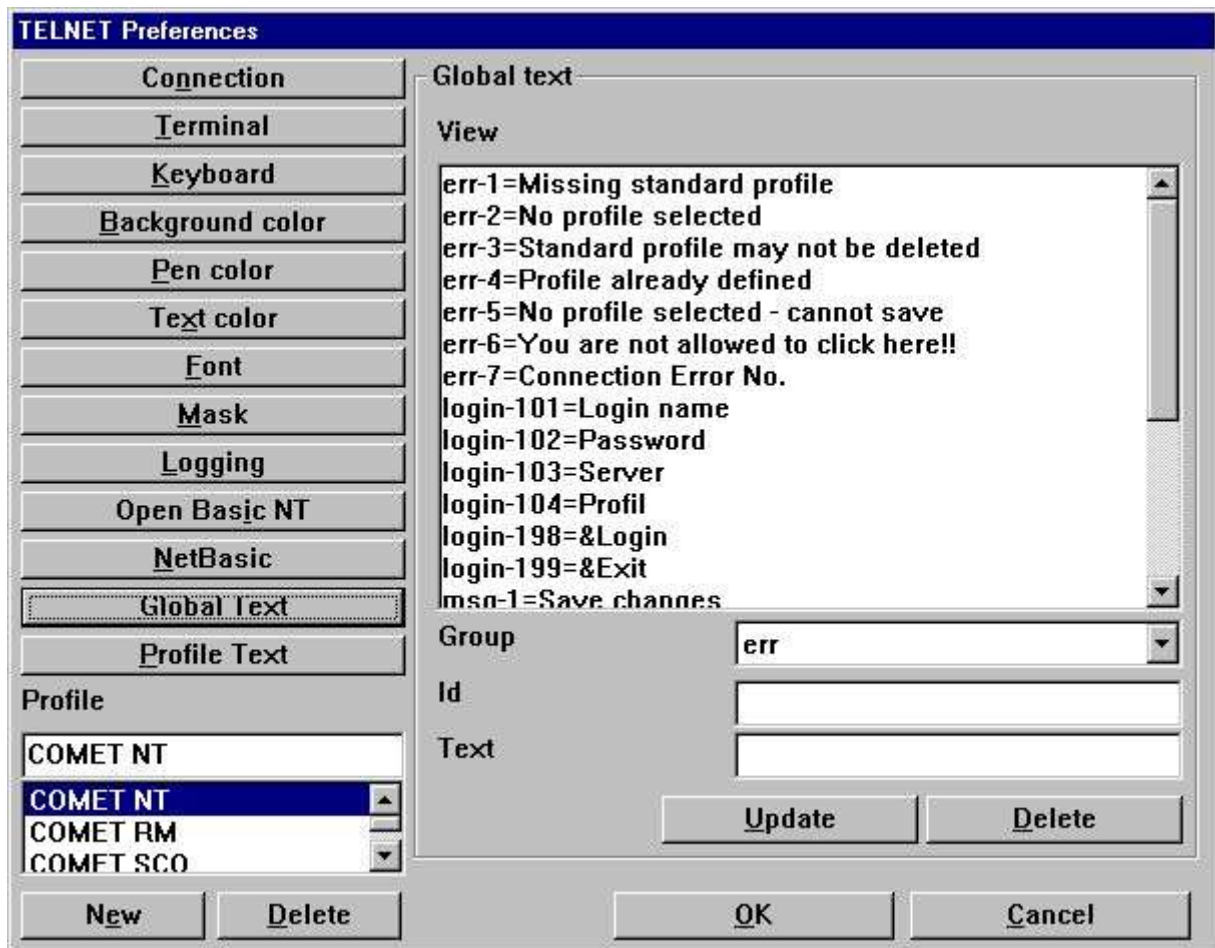 TELNET Preferences
Connection
Terminal
Keyboard
Background color
Pen color
Text color
Font
Mask
Logging
Open Basic NT
NetBasic
Global Text
Profile Text
Profile
COMET NT
COMET NT
COMET RM
COMET SCO
New
Delete
Global text
View
err-1=Missing standard profile
err-2=No profile selected
err-3=Standard profile may not be deleted
err-4=Profile already defined
err-5=No profile selected - cannot save
err-6=You are not allowed to click here!!
err-7=Connection Error No.
login-101=Login name
login-102=Password
login-103=Server
login-104=Profil
login-198=&Login
login-199=&Exit
msg-1=Save changes
Group
err
Id
Text
Update
Delete
OK
Cancel